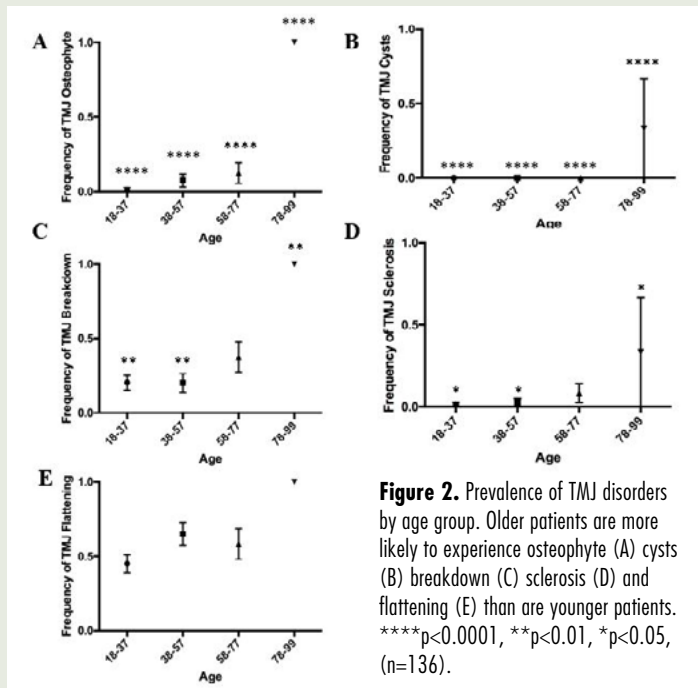 A
Frequency of TMJ Osteophyte
1.0
0.5
0.0
****
****
****
****
18-37
38-57
58-77
78-99
Age
B
Frequency of TMJ Cysts
1.0
0.5
0.0
****
****
****
****
18-37
38-57
58-77
78-99
Age
C
Frequency of TMJ Breakdown
1.0
0.5
0.0
**
**
**
18-37
38-57
58-77
78-99
Age
D
Frequency of TMJ Sclerosis
1.0
0.5
0.0
*
*
*
18-37
38-57
58-77
78-99
Age
E
Frequency of TMJ Flattening
1.0
0.5
0.0
18-37
38-57
58-77
78-99
Age
Figure 2. Prevalence of TMJ disorders
by age group. Older patients are more
likely to experience osteophyte (A) cysts
(B) breakdown (C) sclerosis (D) and
flattening (E) than are younger patients.
****p<0.0001, **p<0.01, *p<0.05,
(n=136).